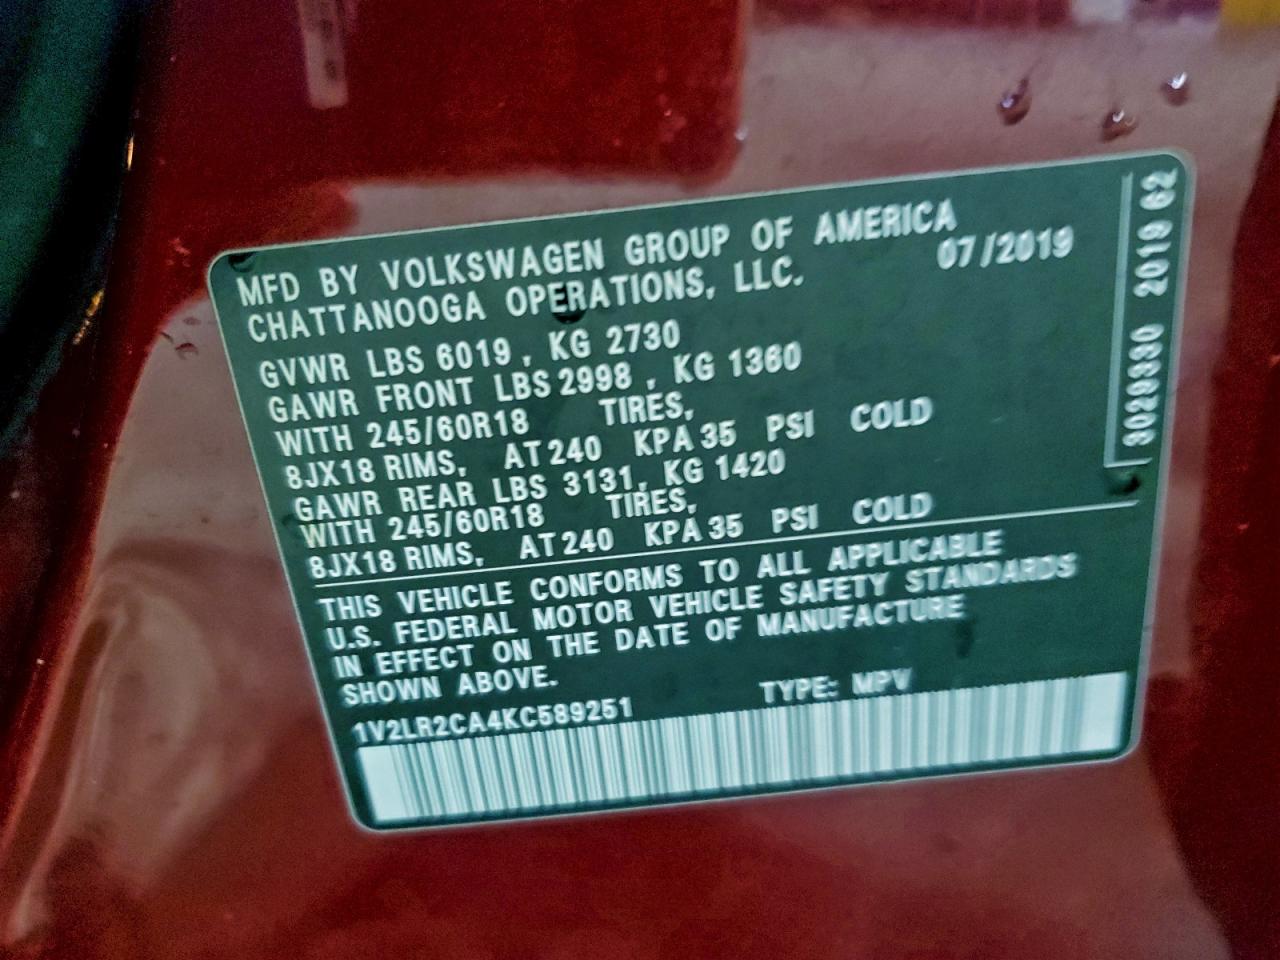 MFD BY VOLKSWAGEN GROUP OF AMERICA
CHATTANOOGA OPERATIONS, LLC. 07/2019
GVWR LBS 6019, KG 2730
GAWR FRONT LBS 2998, KG 1360
WITH 245/60R18 TIRES,
8JX18 RIMS, AT 240 KPA 35 PSI COLD
GAWR REAR LBS 3131, KG 1420
WITH 245/60R18 TIRES,
8JX18 RIMS, AT 240 KPA 35 PSI COLD
THIS VEHICLE CONFORMS TO ALL APPLICABLE
U.S. FEDERAL MOTOR VEHICLE SAFETY STANDARDS
IN EFFECT ON THE DATE OF MANUFACTURE
SHOWN ABOVE.
1V2LR2CA4KC589251 TYPE: MPV
3029330 2019 62